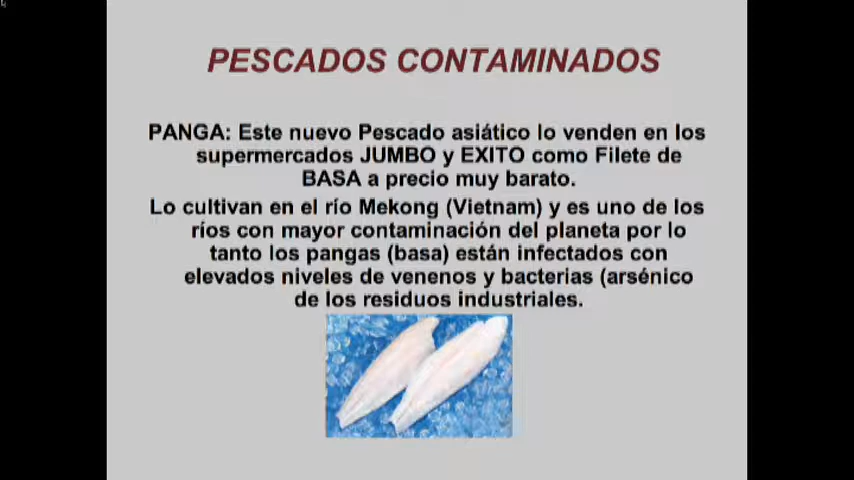 PESCADOS CONTAMINADOS
PANGA: Este nuevo Pescado asiático lo venden en los
supermercados JUMBO y EXITO como Filete de
BASA a precio muy barato.
Lo cultivan en el río Mekong (Vietnam) y es uno de los
ríos con mayor contaminación del planeta por lo
tanto los pangas (basa) están infectados con
elevados niveles de venenos y bacterias (arsénico
de los residuos industriales.